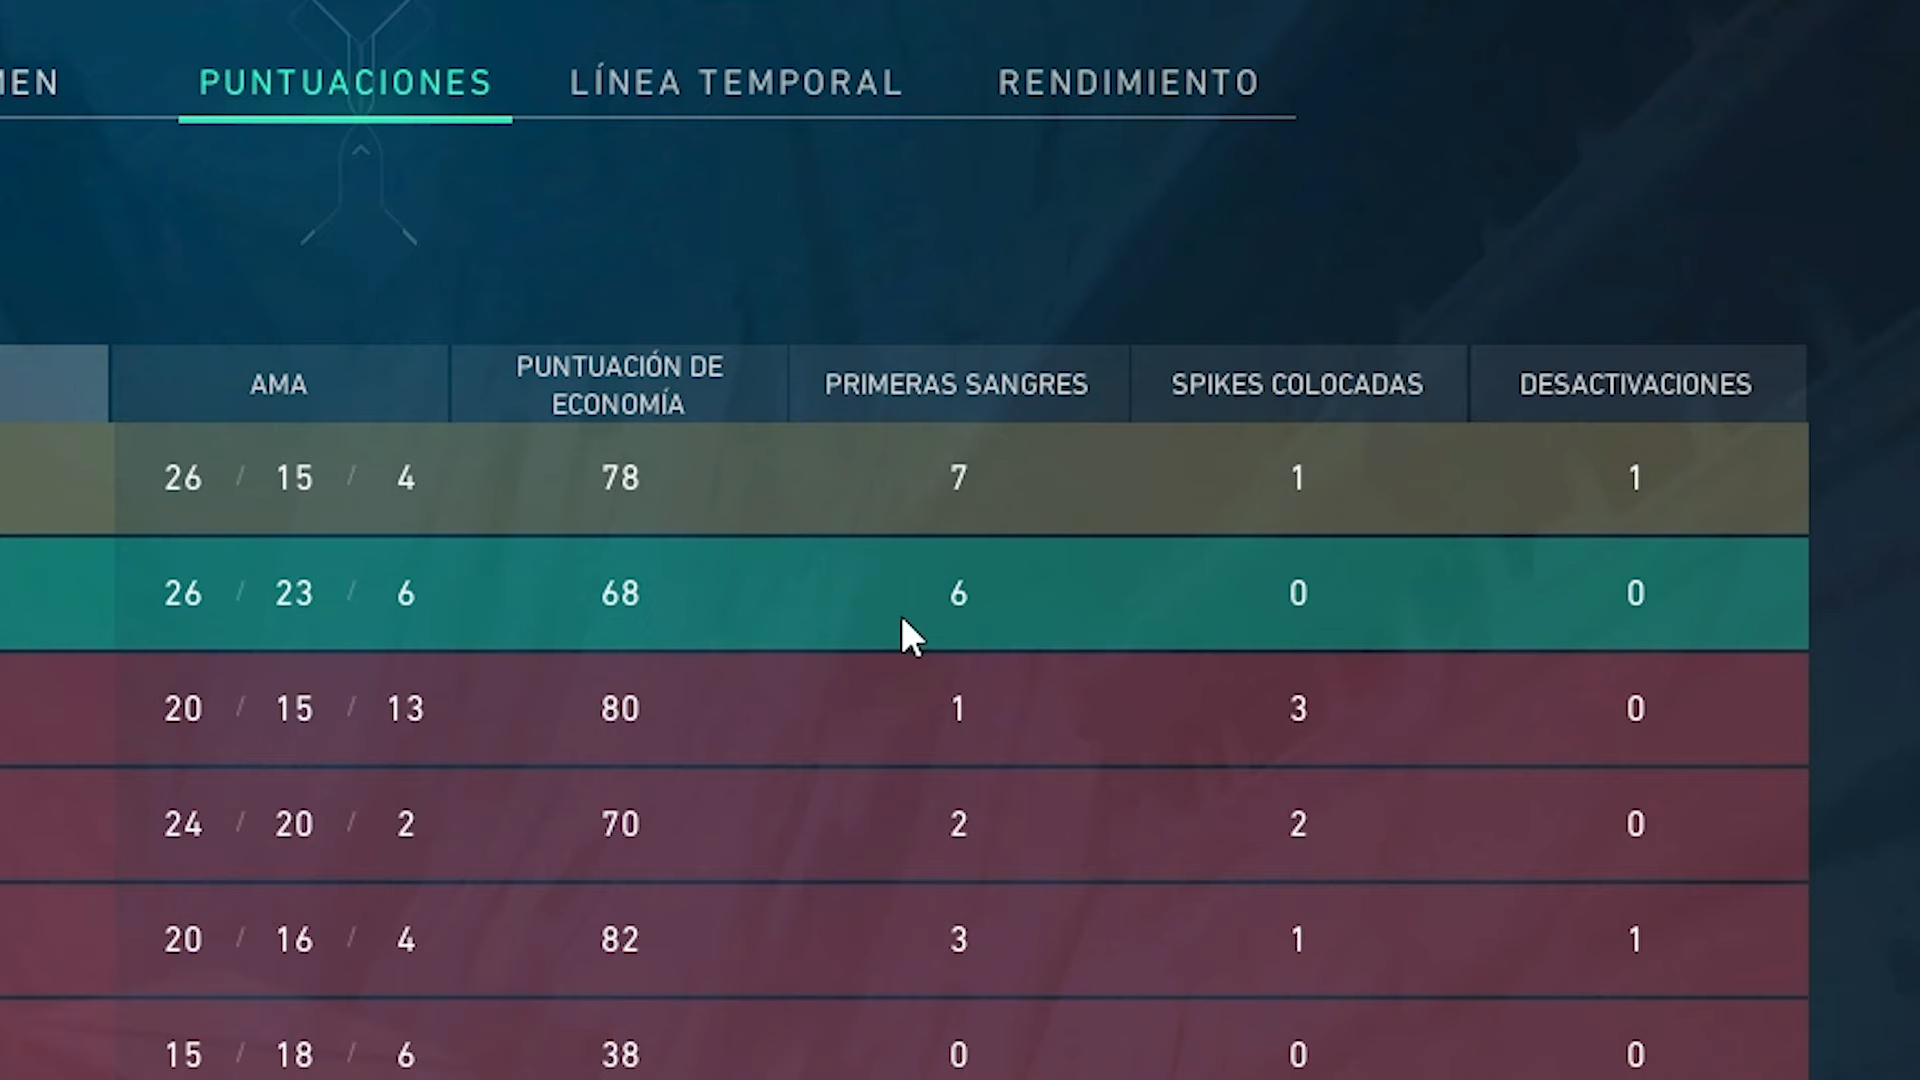 MEN PUNTUACIONES LÍNEA TEMPORAL RENDIMIENTO
AMA PUNTUACIÓN DE ECONOMÍA PRIMERAS SANGRES SPIKES COLOCADAS DESACTIVACIONES
26 / 15 / 4 78 7 1 1
26 / 23 / 6 68 6 0 0
20 / 15 / 13 80 1 3 0
24 / 20 / 2 70 2 2 0
20 / 16 / 4 82 3 1 1
15 / 18 / 6 38 0 0 0